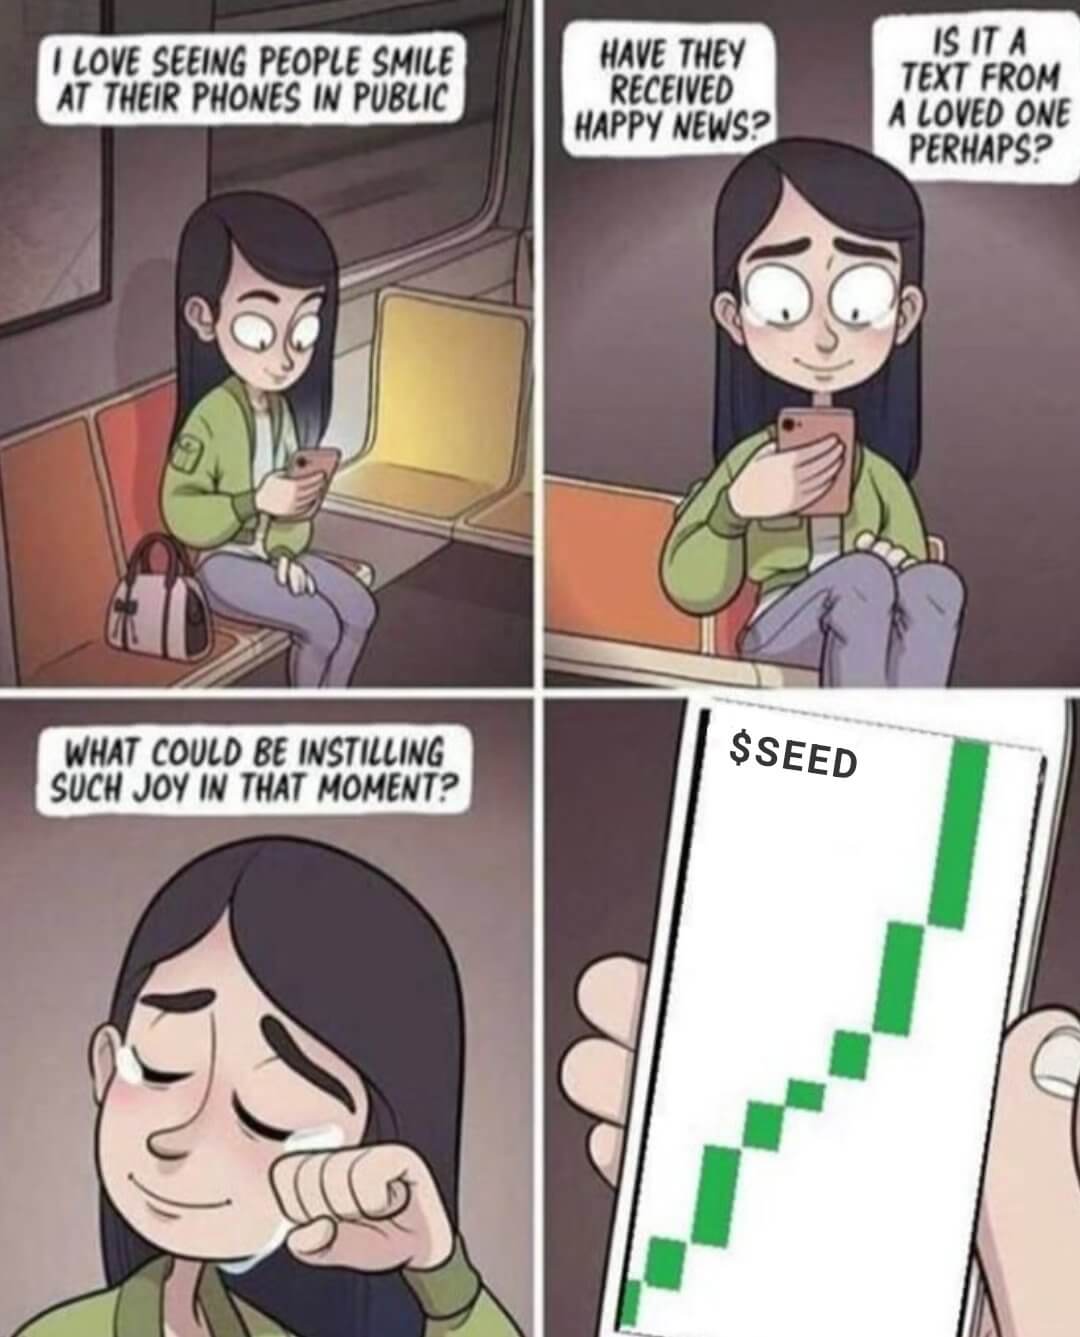 I LOVE SEEING PEOPLE SMILE
AT THEIR PHONES IN PUBLIC
HAVE THEY
RECEIVED
HAPPY NEWS?
IS IT A
TEXT FROM
A LOVED ONE
PERHAPS?
WHAT COULD BE INSTILLING
SUCH JOY IN THAT MOMENT?
$SEED